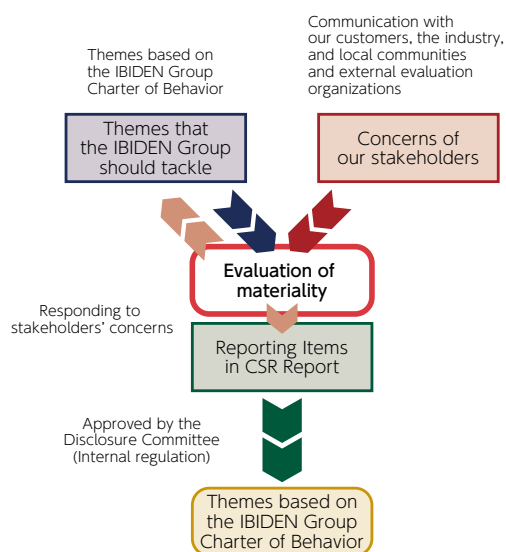 Themes based on
the IBIDEN Group
Charter of Behavior
Communication with
our customers, the industry,
and local communities
and external evaluation
organizations
Themes that
the IBIDEN Group
should tackle
Concerns of
our stakeholders
Evaluation of
materiality
Responding to
stakeholders’ concerns
Reporting Items
in CSR Report
Approved by the
Disclosure Committee
(Internal regulation)
Themes based on
the IBIDEN Group
Charter of Behavior